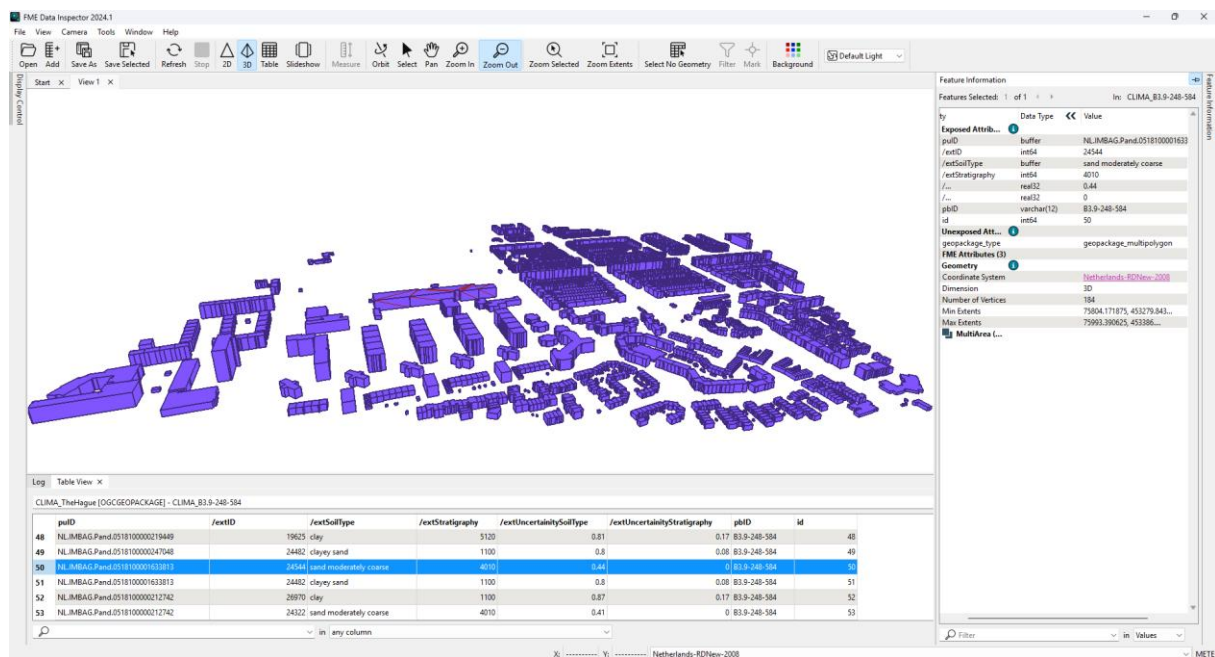 FME Data Inspector 2024.1
File View Camera Tools Window Help
Open Add Save As Save Selected Refresh Stop 2D 3D Table Slideshow Measure Orbit Select Pan Zoom In Zoom Out Zoom Selected Zoom Extents Select No Geometry Filter Mark Background Default Light
Display Control
Start View 1
Feature Information
Features Selected: 1 of 1 In: CLIMA_B3.9-248-584
Feature Information
ty Data Type Value
Exposed Attrib...
puID buffer NL.IMBAG.Pand.0518100001633
/extID int64 24544
/extSoilType buffer sand moderately coarse
/extStratigraphy int64 4010
/... real32 0.44
/... real32 0
pbID varchar(12) B3.9-248-584
id int64 50
Unexposed Att...
geopackage_type geopackage_multipolygon
FME Attributes (3)
Geometry
Coordinate System Netherlands-RDNew-2008
Dimension 3D
Number of Vertices 184
Min Extents 75804.171875, 453279.843...
Max Extents 75993.390625, 453386....
MultiArea (...
Log Table View
CLIMA_TheHague [OGCGEOPACKAGE] - CLIMA_B3.9-248-584
puID /extID /extSoilType /extStratigraphy /extUncertainitySoilType /extUncertainityStratigraphy pbID id
48 NL.IMBAG.Pand.0518100000219449 19625 clay 5120 0.81 0.17 B3.9-248-584 48
49 NL.IMBAG.Pand.0518100000247048 24482 clayey sand 1100 0.8 0.08 B3.9-248-584 49
50 NL.IMBAG.Pand.0518100001633813 24544 sand moderately coarse 4010 0.44 0 B3.9-248-584 50
51 NL.IMBAG.Pand.0518100001633813 24482 clayey sand 1100 0.8 0.08 B3.9-248-584 51
52 NL.IMBAG.Pand.0518100000212742 26970 clay 1100 0.87 0.17 B3.9-248-584 52
53 NL.IMBAG.Pand.0518100000212742 24322 sand moderately coarse 4010 0.41 0 B3.9-248-584 53
in any column
Filter in Values
X: ---------- Y: ---------- Netherlands-RDNew-2008 METE